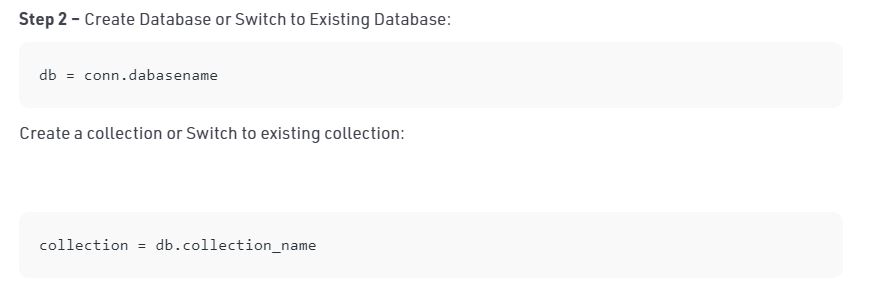 Step 2 – Create Database or Switch to Existing Database:
db = conn.dabasename
Create a collection or Switch to existing collection:
collection = db.collection_name